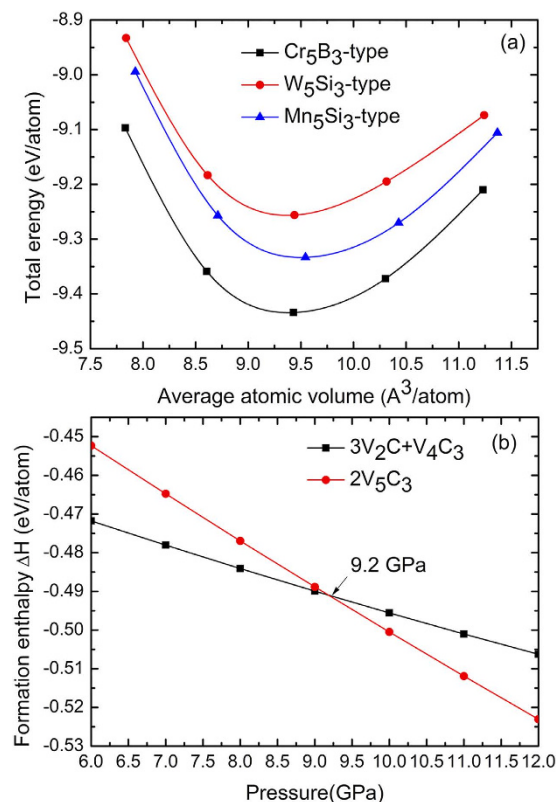 (a)
Cr5B3-type
W5Si3-type
Mn5Si3-type
-8.9
-9.0
-9.1
-9.2
-9.3
-9.4
-9.5
Total erergy (eV/atom)
7.5 8.0 8.5 9.0 9.5 10.0 10.5 11.0 11.5
Average atomic volume (A3/atom)
(b)
3V2C+V4C3
2V5C3
9.2 GPa
-0.45
-0.46
-0.47
-0.48
-0.49
-0.50
-0.51
-0.52
-0.53
Formation enthalpy ΔH (eV/atom)
6.0 6.5 7.0 7.5 8.0 8.5 9.0 9.5 10.0 10.5 11.0 11.5 12.0
Pressure(GPa)